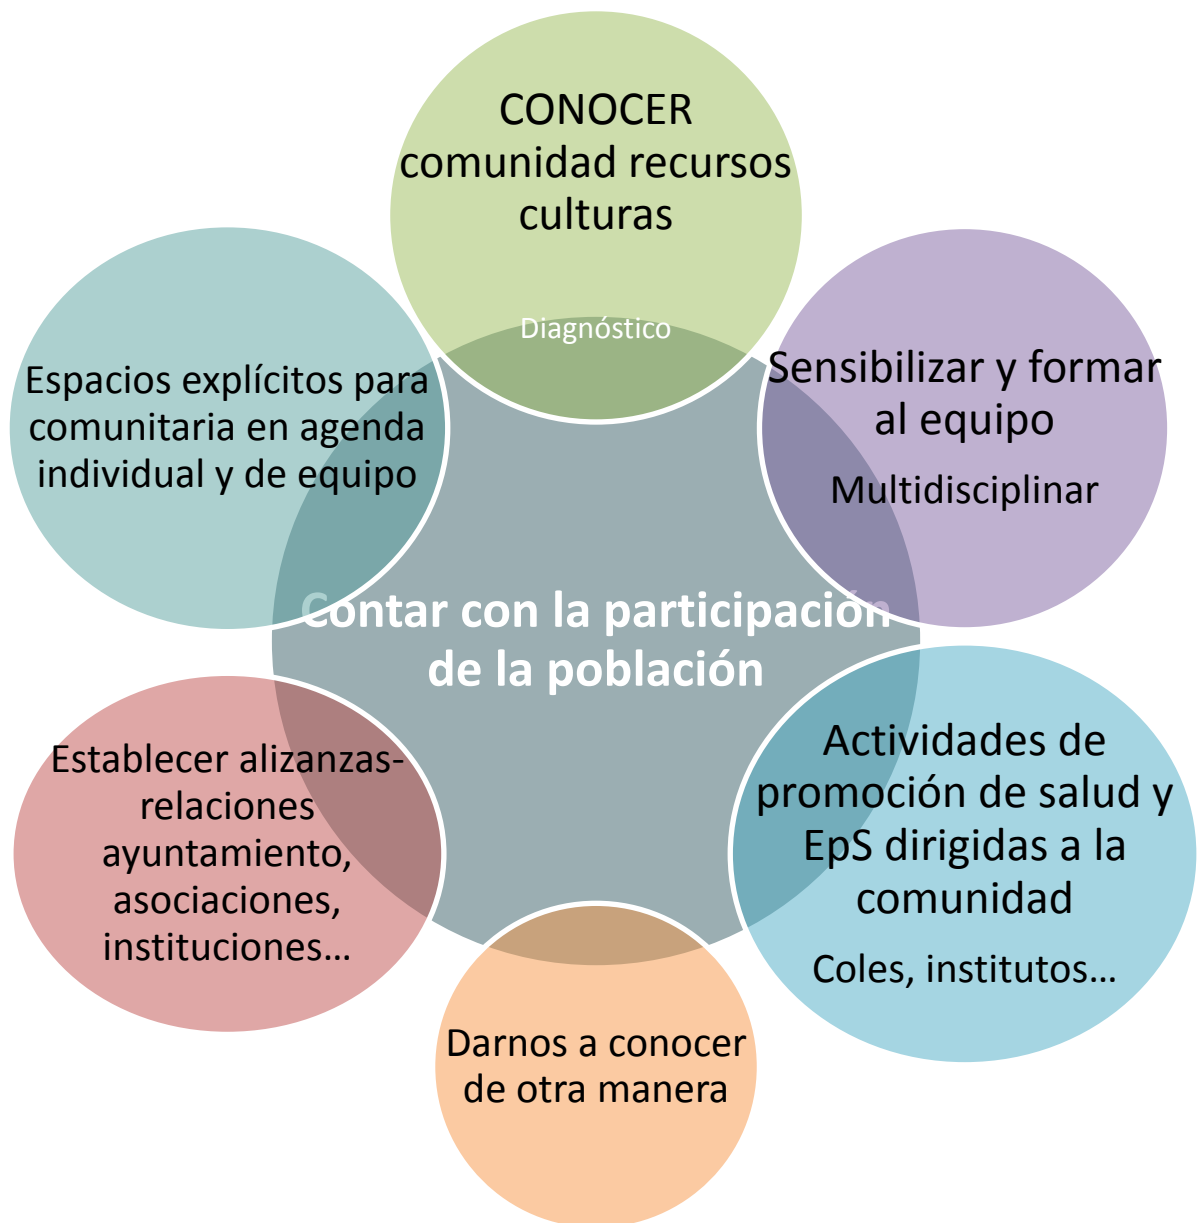 CONOCER
comunidad recursos
culturas
Diagnóstico
Sensibilizar y formar
al equipo
Multidisciplinar
Espacios explícitos para
comunitaria en agenda
individual y de equipo
Contar con la participación
de la población
Actividades de
promoción de salud y
EpS dirigidas a la
comunidad
Coles, institutos…
Establecer alizanzas-
relaciones
ayuntamiento,
asociaciones,
instituciones…
Darnos a conocer
de otra manera